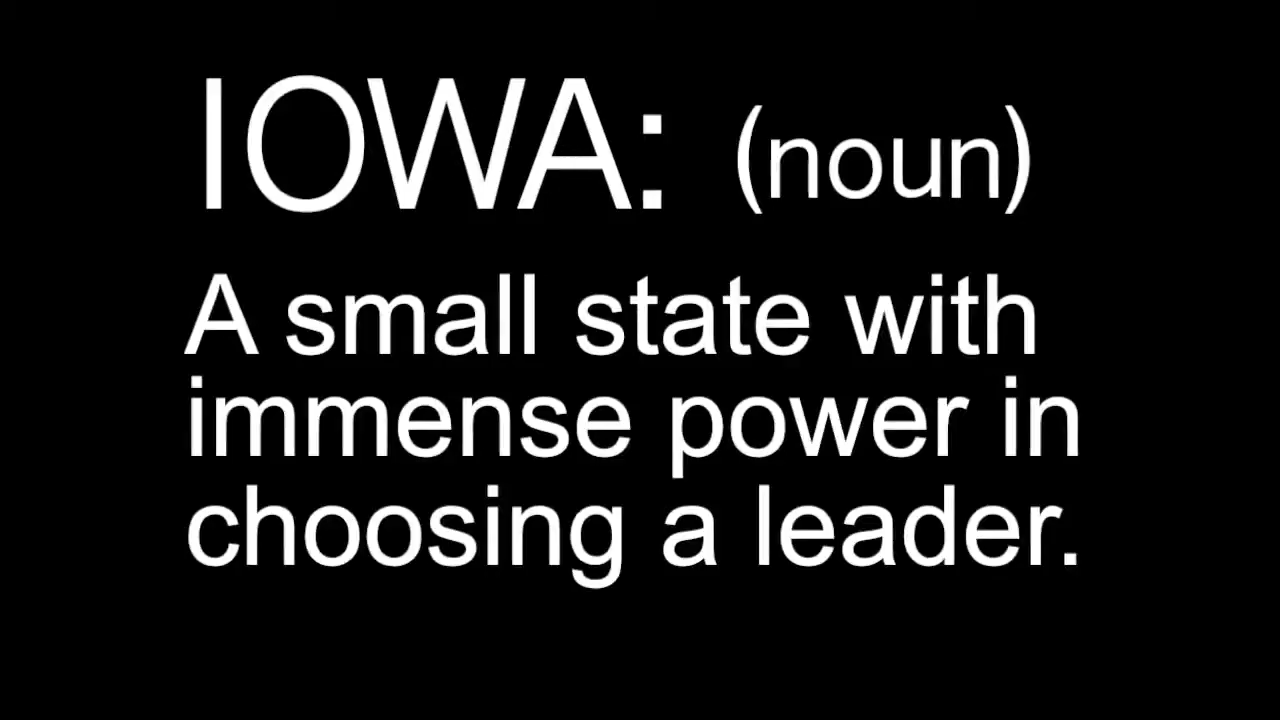 IOWA: (noun)
A small state with
immense power in
choosing a leader.